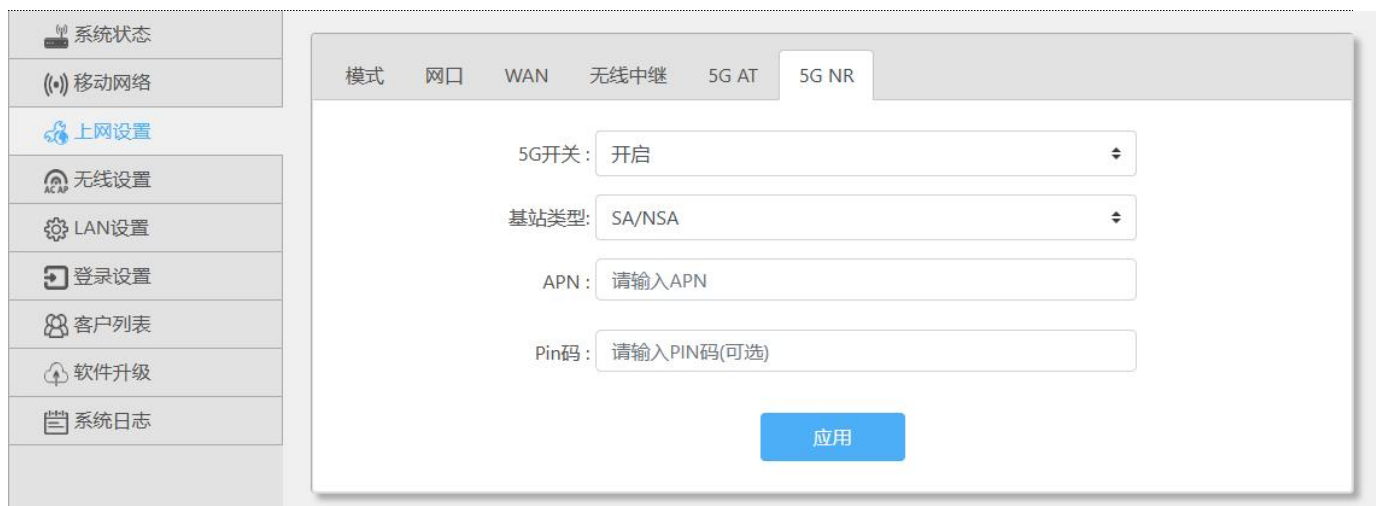 系统状态
移动网络
上网设置
AC AP 无线设置
LAN设置
登录设置
客户列表
软件升级
系统日志
模式 网口 WAN 无线中继 5G AT 5G NR
5G开关 : 开启
基站类型: SA/NSA
APN : 请输入APN
Pin码 : 请输入PIN码(可选)
应用